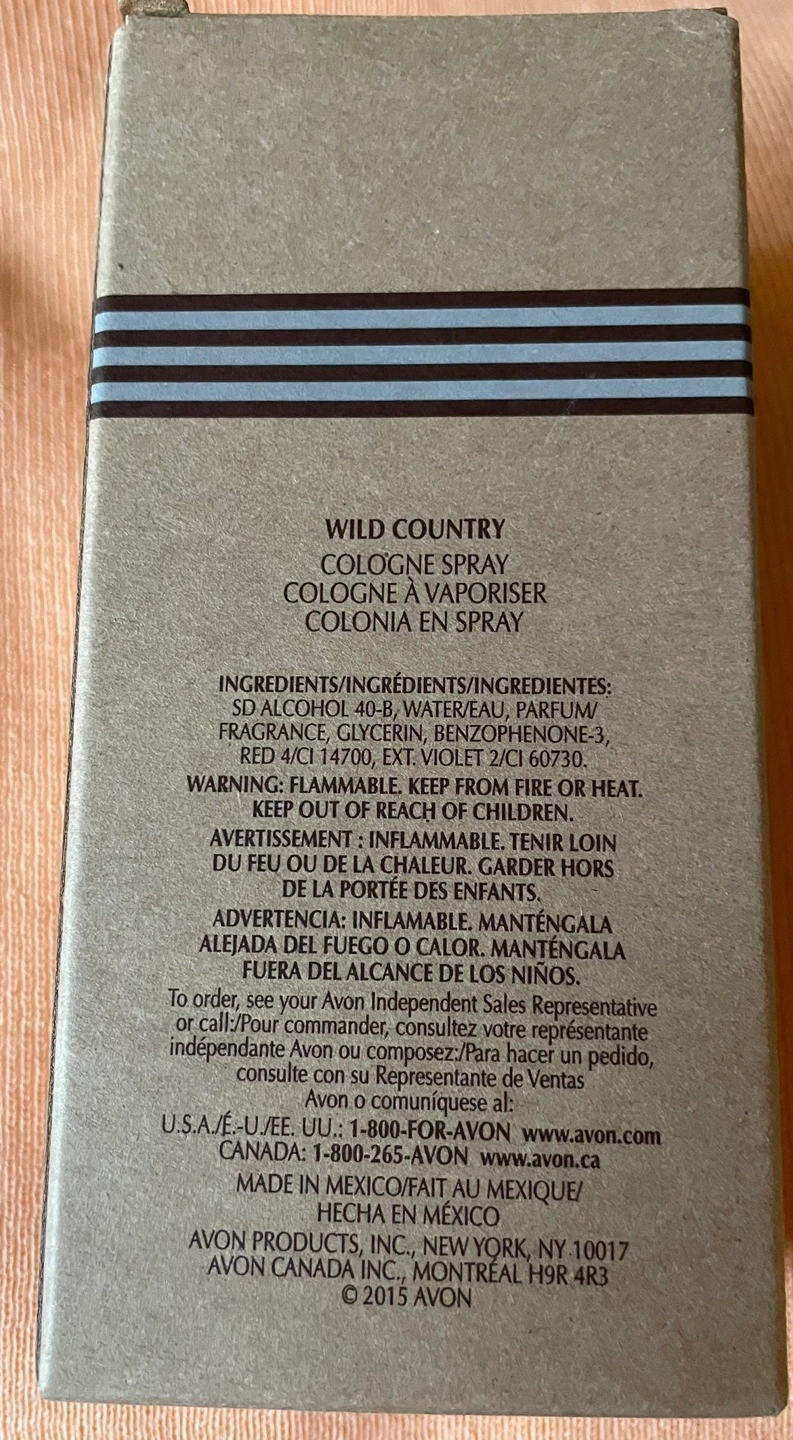 WILD COUNTRY
COLOGNE SPRAY
COLOGNE À VAPORISER
COLONIA EN SPRAY
INGREDIENTS/INGRÉDIENTS/INGREDIENTES:
SD ALCOHOL 40-B, WATER/EAU, PARFUM/
FRAGRANCE, GLYCERIN, BENZOPHENONE-3,
RED 4/CI 14700, EXT. VIOLET 2/CI 60730.
WARNING: FLAMMABLE. KEEP FROM FIRE OR HEAT.
KEEP OUT OF REACH OF CHILDREN.
AVERTISSEMENT : INFLAMMABLE. TENIR LOIN
DU FEU OU DE LA CHALEUR. GARDER HORS
DE LA PORTÉE DES ENFANTS.
ADVERTENCIA: INFLAMABLE. MANTÉNGALA
ALEJADA DEL FUEGO O CALOR. MANTÉNGALA
FUERA DEL ALCANCE DE LOS NIÑOS.
To order, see your Avon Independent Sales Representative
or call:/Pour commander, consultez votre représentante
indépendante Avon ou composez:/Para hacer un pedido,
consulte con su Representante de Ventas
Avon o comuníquese al:
U.S.A./É.-U./EE. UU.: 1-800-FOR-AVON www.avon.com
CANADA: 1-800-265-AVON www.avon.ca
MADE IN MEXICO/FAIT AU MEXIQUE/
HECHA EN MÉXICO
AVON PRODUCTS, INC., NEW YORK, NY 10017
AVON CANADA INC., MONTRÉAL H9R 4R3
© 2015 AVON